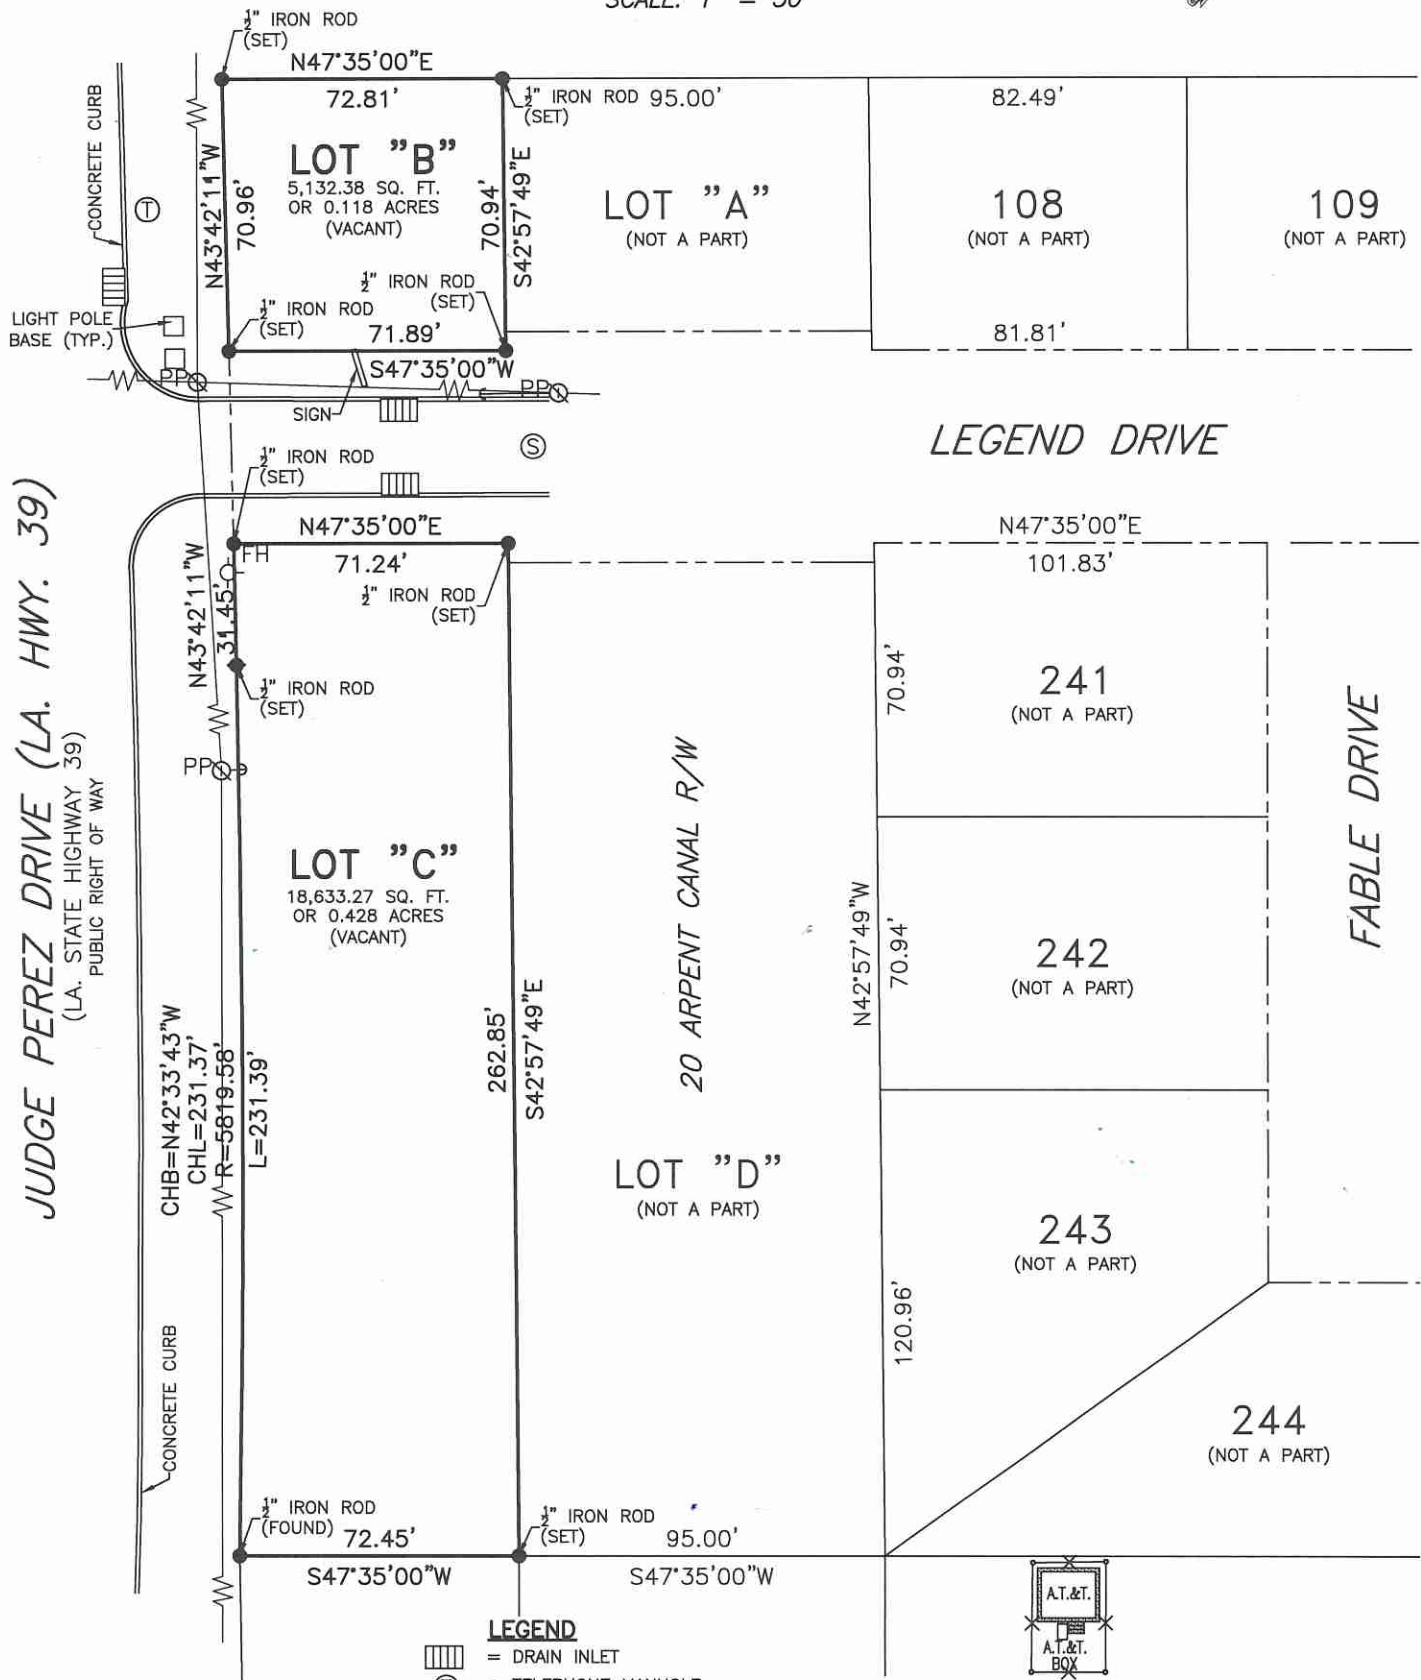 SCALE: 1" = 50'
½" IRON ROD
(SET)
N47°35'00"E
72.81'
½" IRON ROD
(SET)
95.00'
82.49'
CONCRETE CURB
T
N43°42'11"W
70.96'
LOT "B"
5,132.38 SQ. FT.
OR 0.118 ACRES
(VACANT)
70.94'
S42°57'49"E
LOT "A"
(NOT A PART)
108
(NOT A PART)
109
(NOT A PART)
LIGHT POLE
BASE (TYP.)
½" IRON ROD
(SET)
½" IRON ROD
(SET)
71.89'
S47°35'00"W
81.81'
PP
PP
SIGN
S
LEGEND DRIVE
½" IRON ROD
(SET)
N47°35'00"E
71.24'
FH
½" IRON ROD
(SET)
N43°42'11"W
31.45'
½" IRON ROD
(SET)
N47°35'00"E
101.83'
70.94'
241
(NOT A PART)
JUDGE PEREZ DRIVE (LA. HWY. 39)
(LA. STATE HIGHWAY 39)
PUBLIC RIGHT OF WAY
PP
LOT "C"
18,633.27 SQ. FT.
OR 0.428 ACRES
(VACANT)
20 ARPENT CANAL R/W
FABLE DRIVE
N42°57'49"W
70.94'
242
(NOT A PART)
CHB=N42°33'43"W
CHL=231.37'
R=5819.58'
L=231.39'
262.85'
S42°57'49"E
LOT "D"
(NOT A PART)
243
(NOT A PART)
120.96'
244
(NOT A PART)
CONCRETE CURB
½" IRON ROD
(FOUND)
72.45'
S47°35'00"W
½" IRON ROD
(SET)
95.00'
S47°35'00"W
A.T.&T.
A.T.&T.
BOX
LEGEND
= DRAIN INLET
= TELEPHONE MANHOLE